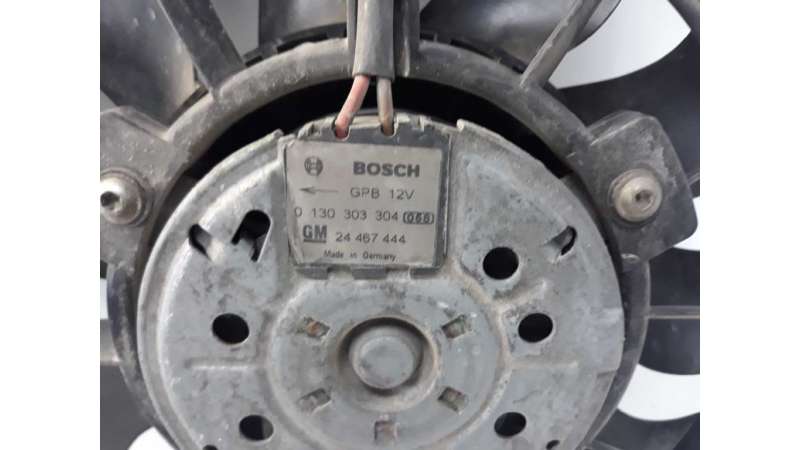 BOSCH
GPB 12V
0 130 303 304 066
GM 24 467 444
Made in Germany